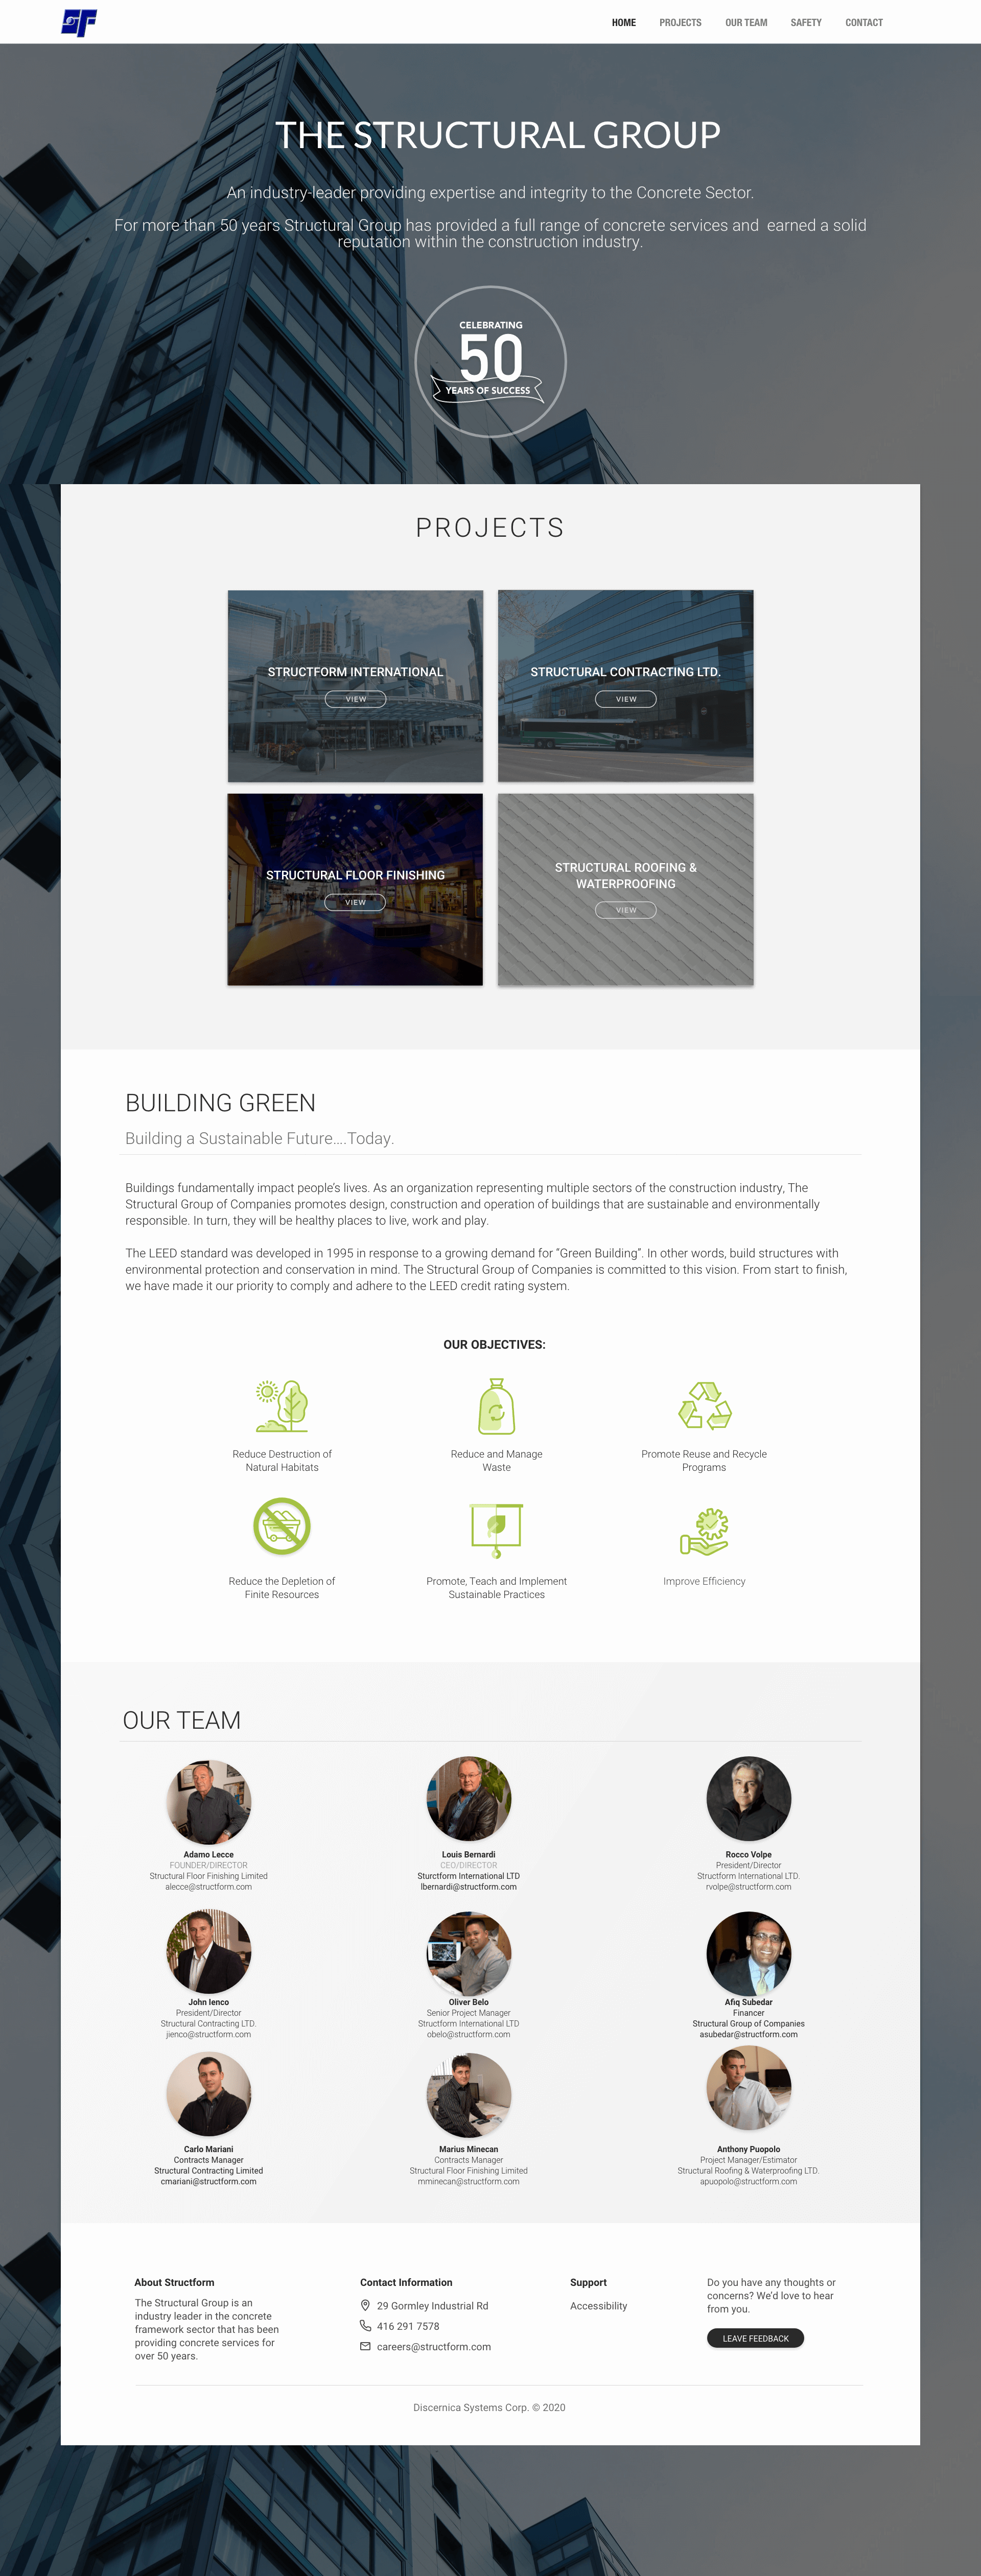 SF
HOME PROJECTS OUR TEAM SAFETY CONTACT
THE STRUCTURAL GROUP
An industry-leader providing expertise and integrity to the Concrete Sector.
For more than 50 years Structural Group has provided a full range of concrete services and earned a solid
reputation within the construction industry.
CELEBRATING
50
YEARS OF SUCCESS
PROJECTS
STRUCTFORM INTERNATIONAL
VIEW
STRUCTURAL CONTRACTING LTD.
VIEW
STRUCTURAL FLOOR FINISHING
VIEW
STRUCTURAL ROOFING &
WATERPROOFING
VIEW
BUILDING GREEN
Building a Sustainable Future....Today.
Buildings fundamentally impact people's lives. As an organization representing multiple sectors of the construction industry, The
Structural Group of Companies promotes design, construction and operation of buildings that are sustainable and environmentally
responsible. In turn, they will be healthy places to live, work and play.
The LEED standard was developed in 1995 in response to a growing demand for “Green Building”. In other words, build structures with
environmental protection and conservation in mind. The Structural Group of Companies is committed to this vision. From start to finish,
we have made it our priority to comply and adhere to the LEED credit rating system.
OUR OBJECTIVES:
Reduce Destruction of
Natural Habitats
Reduce and Manage
Waste
Promote Reuse and Recycle
Programs
Reduce the Depletion of
Finite Resources
Promote, Teach and Implement
Sustainable Practices
Improve Efficiency
OUR TEAM
Adamo Lecce
FOUNDER/DIRECTOR
Structural Floor Finishing Limited
alecce@structform.com
Louis Bernardi
CEO/DIRECTOR
Sturctform International LTD
lbernardi@structform.com
Rocco Volpe
President/Director
Structform International LTD.
rvolpe@structform.com
John Ienco
President/Director
Structural Contracting LTD.
jienco@structform.com
Oliver Belo
Senior Project Manager
Structform International LTD
obelo@structform.com
Afiq Subedar
Financer
Structural Group of Companies
asubedar@structform.com
Carlo Mariani
Contracts Manager
Structural Contracting Limited
cmariani@structform.com
Marius Minecan
Contracts Manager
Structural Floor Finishing Limited
mminecan@structform.com
Anthony Puopolo
Project Manager/Estimator
Structural Roofing & Waterproofing LTD.
apuopolo@structform.com
About Structform
The Structural Group is an
industry leader in the concrete
framework sector that has been
providing concrete services for
over 50 years.
Contact Information
29 Gormley Industrial Rd
416 291 7578
careers@structform.com
Support
Accessibility
Do you have any thoughts or
concerns? We'd love to hear
from you.
LEAVE FEEDBACK
Discernica Systems Corp. © 2020